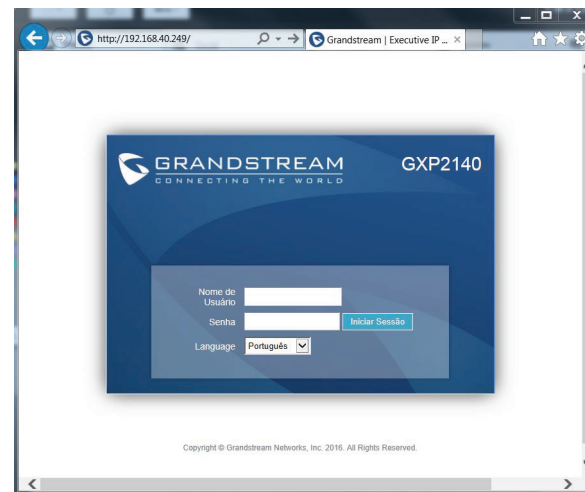 http://192.168.40.249/
Grandstream | Executive IP ...
GRANDSTREAM
CONNECTING THE WORLD
GXP2140
Nome de
Usuário
Senha
Iniciar Sessão
Language
Português
Copyright © Grandstream Networks, Inc. 2016. All Rights Reserved.